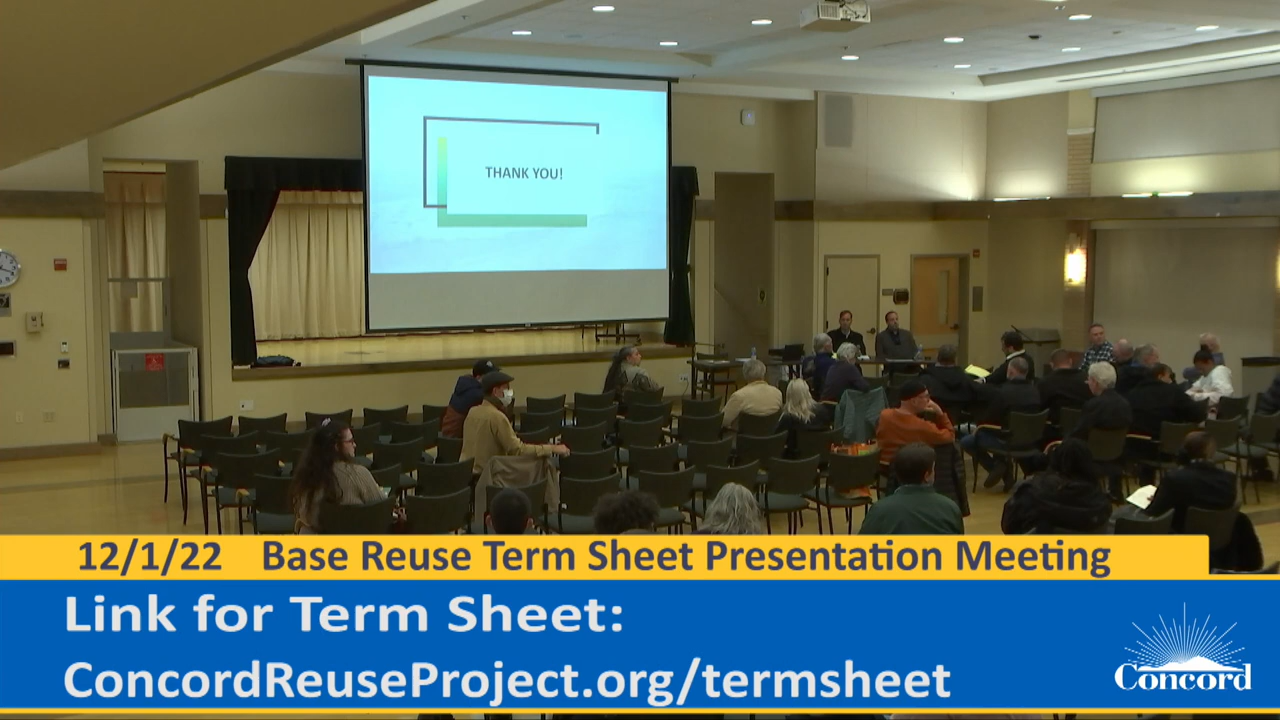 THANK YOU!
12/1/22 Base Reuse Term Sheet Presentation Meeting
Link for Term Sheet:
ConcordReuseProject.org/termsheet
Concord